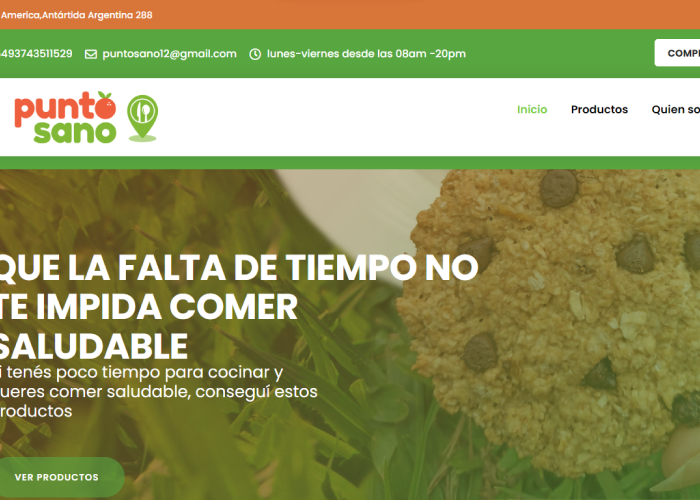 America,Antártida Argentina 288
493743511529 puntosano12@gmail.com lunes-viernes desde las 08am -20pm
COMP
punto
sano
Inicio Productos Quien so
QUE LA FALTA DE TIEMPO NO
TE IMPIDA COMER
SALUDABLE
i tenés poco tiempo para cocinar y
ueres comer saludable, conseguí estos
roductos
VER PRODUCTOS